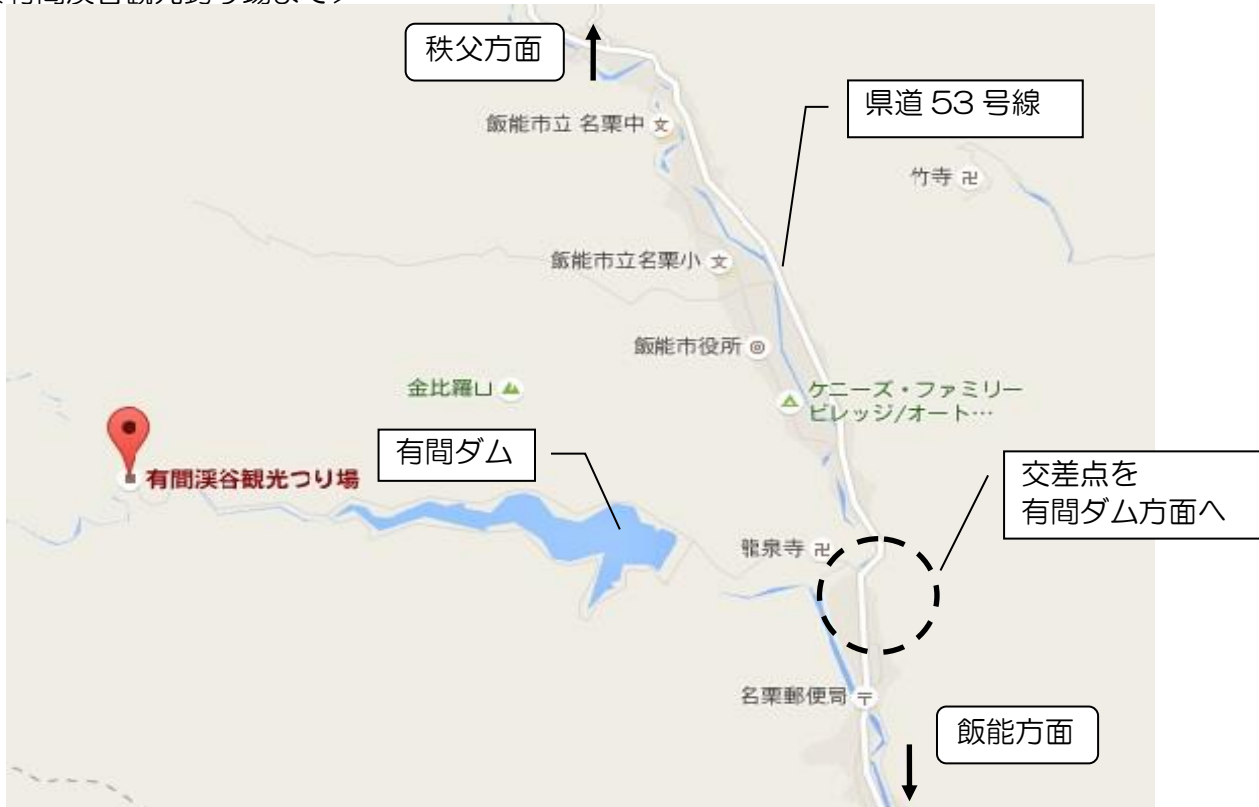 秩父方面
県道 53 号線
飯能市立 名栗中 文
竹寺 卍
飯能市立名栗小 文
飯能市役所
金比羅山
ケニーズ・ファミリー
ビレッジ/オート…
有間ダム
有間渓谷観光つり場
交差点を
有間ダム方面へ
龍泉寺 卍
名栗郵便局 〒
飯能方面